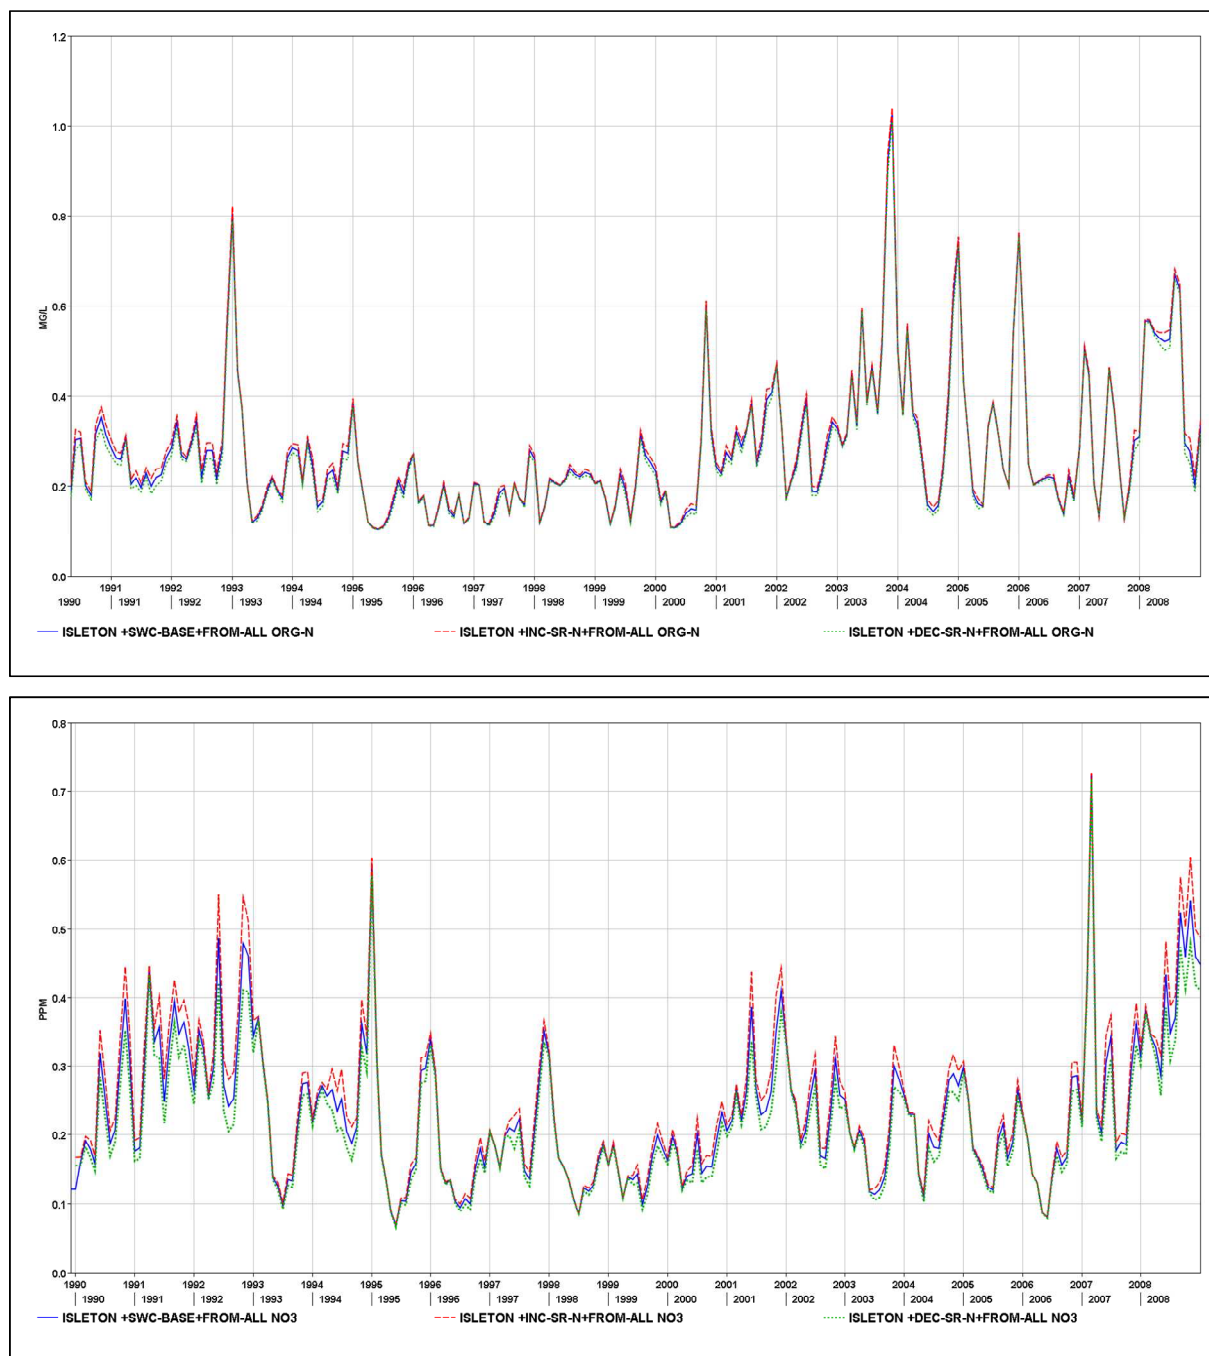 1.2
1.0
0.8
0.6
0.4
0.2
0.0
MG/L
1991 1992 1993 1994 1995 1996 1997 1998 1999 2000 2001 2002 2003 2004 2005 2006 2007 2008
1990 | 1991 | 1992 | 1993 | 1994 | 1995 | 1996 | 1997 | 1998 | 1999 | 2000 | 2001 | 2002 | 2003 | 2004 | 2005 | 2006 | 2007 | 2008
ISLETON +SWC-BASE+FROM-ALL ORG-N ISLETON +INC-SR-N+FROM-ALL ORG-N ISLETON +DEC-SR-N+FROM-ALL ORG-N
0.8
0.7
0.6
0.5
0.4
0.3
0.2
0.1
0.0
PPM
1990 1991 1992 1993 1994 1995 1996 1997 1998 1999 2000 2001 2002 2003 2004 2005 2006 2007 2008
| 1990 | 1991 | 1992 | 1993 | 1994 | 1995 | 1996 | 1997 | 1998 | 1999 | 2000 | 2001 | 2002 | 2003 | 2004 | 2005 | 2006 | 2007 | 2008
ISLETON +SWC-BASE+FROM-ALL NO3 ISLETON +INC-SR-N+FROM-ALL NO3 ISLETON +DEC-SR-N+FROM-ALL NO3